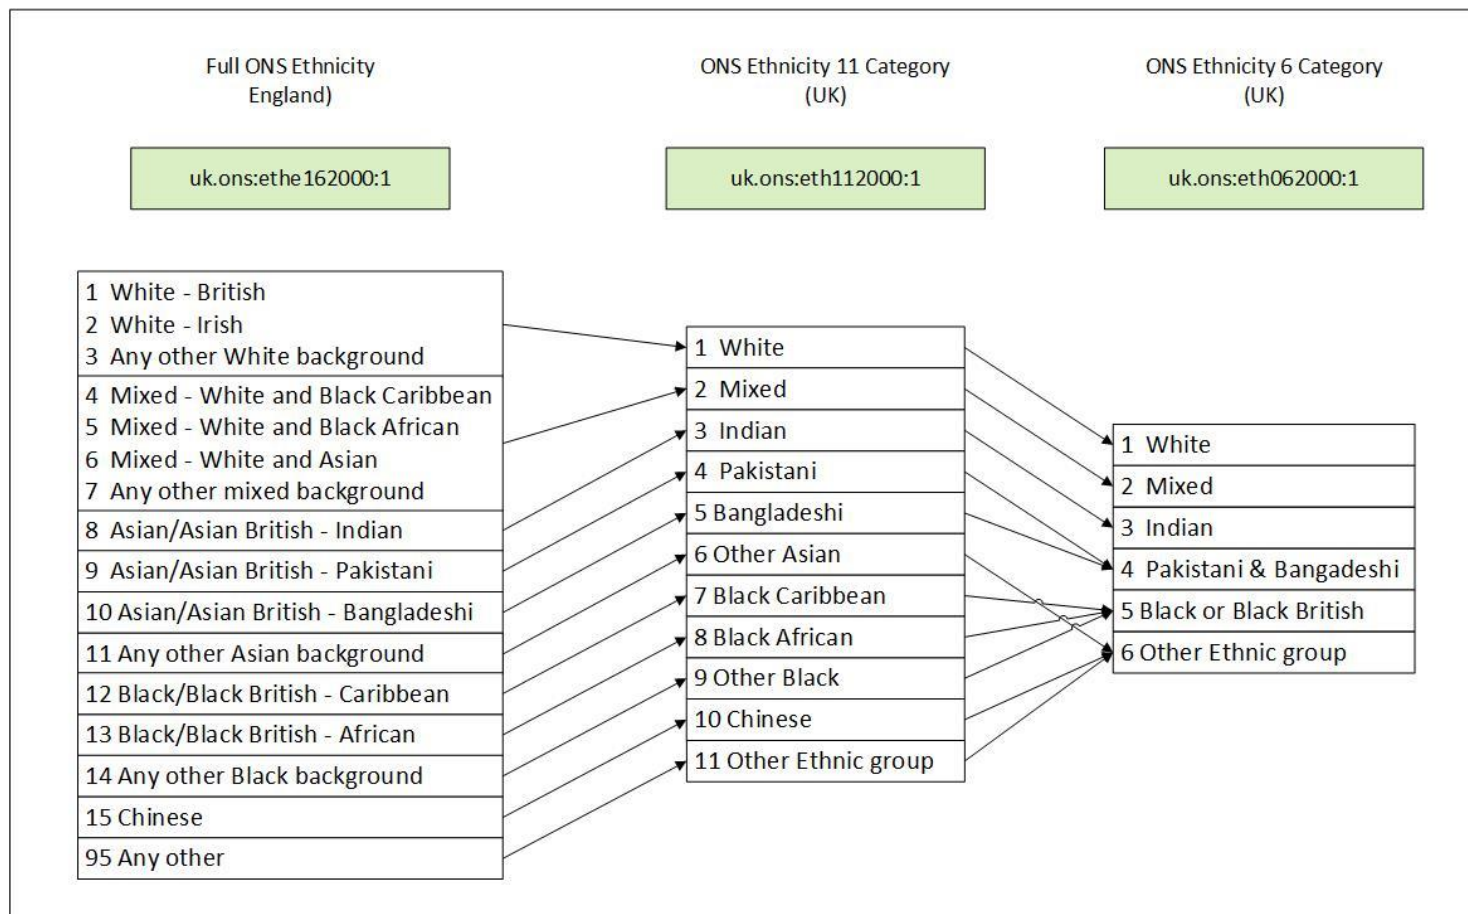 Full ONS Ethnicity
England)
ONS Ethnicity 11 Category
(UK)
ONS Ethnicity 6 Category
(UK)
uk.ons:ethe162000:1
uk.ons:eth112000:1
uk.ons:eth062000:1
1 White - British
2 White - Irish
3 Any other White background
4 Mixed - White and Black Caribbean
5 Mixed - White and Black African
6 Mixed - White and Asian
7 Any other mixed background
8 Asian/Asian British - Indian
9 Asian/Asian British - Pakistani
10 Asian/Asian British - Bangladeshi
11 Any other Asian background
12 Black/Black British - Caribbean
13 Black/Black British - African
14 Any other Black background
15 Chinese
95 Any other
1 White
2 Mixed
3 Indian
4 Pakistani
5 Bangladeshi
6 Other Asian
7 Black Caribbean
8 Black African
9 Other Black
10 Chinese
11 Other Ethnic group
1 White
2 Mixed
3 Indian
4 Pakistani & Bangadeshi
5 Black or Black British
6 Other Ethnic group